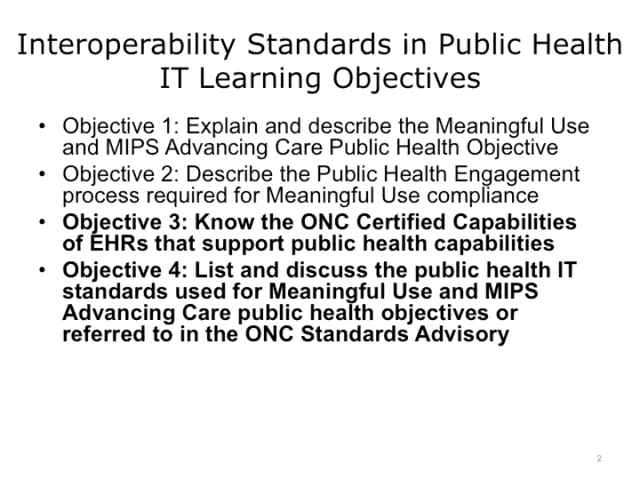 Interoperability Standards in Public Health
IT Learning Objectives
• Objective 1: Explain and describe the Meaningful Use
and MIPS Advancing Care Public Health Objective
• Objective 2: Describe the Public Health Engagement
process required for Meaningful Use compliance
• Objective 3: Know the ONC Certified Capabilities
of EHRs that support public health capabilities
• Objective 4: List and discuss the public health IT
standards used for Meaningful Use and MIPS
Advancing Care public health objectives or
referred to in the ONC Standards Advisory
2